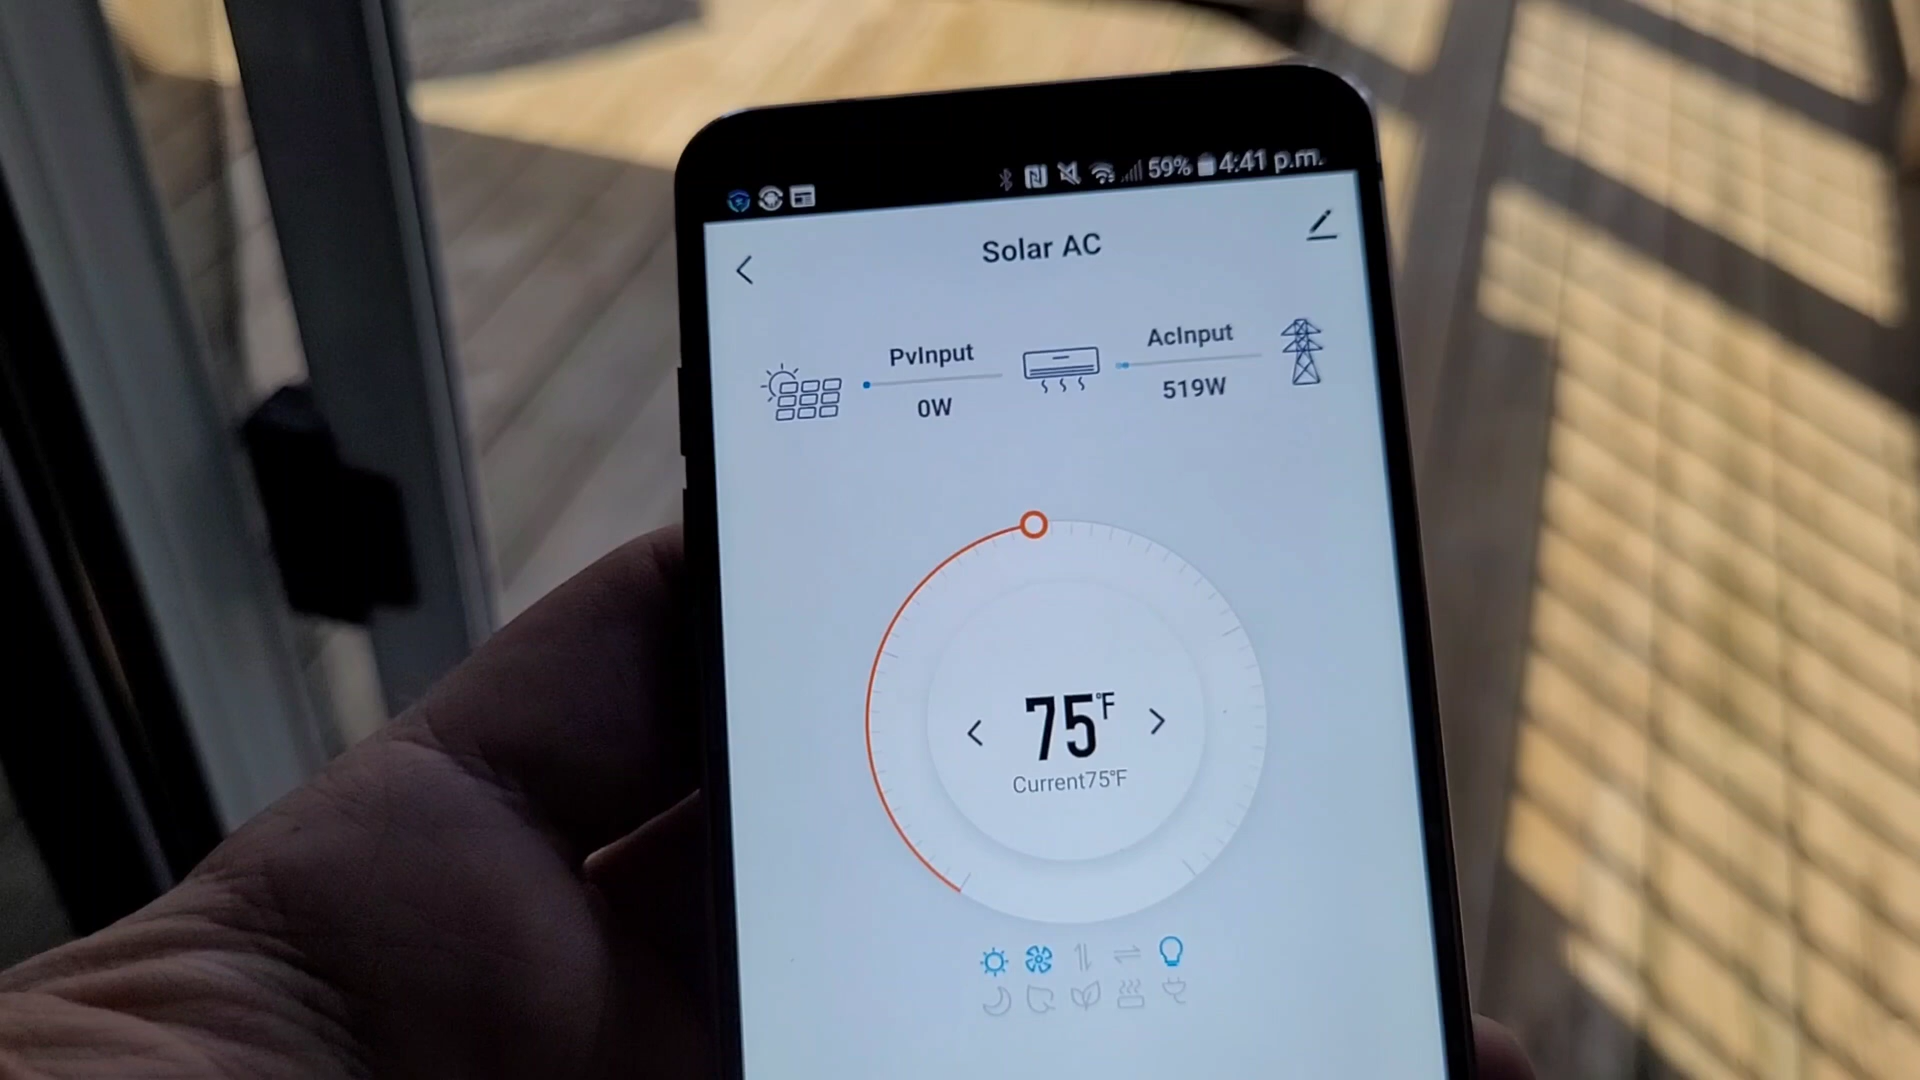 59% 4:41 p.m.
Solar AC
PvInput
0W
AcInput
519W
75°F
Current75°F